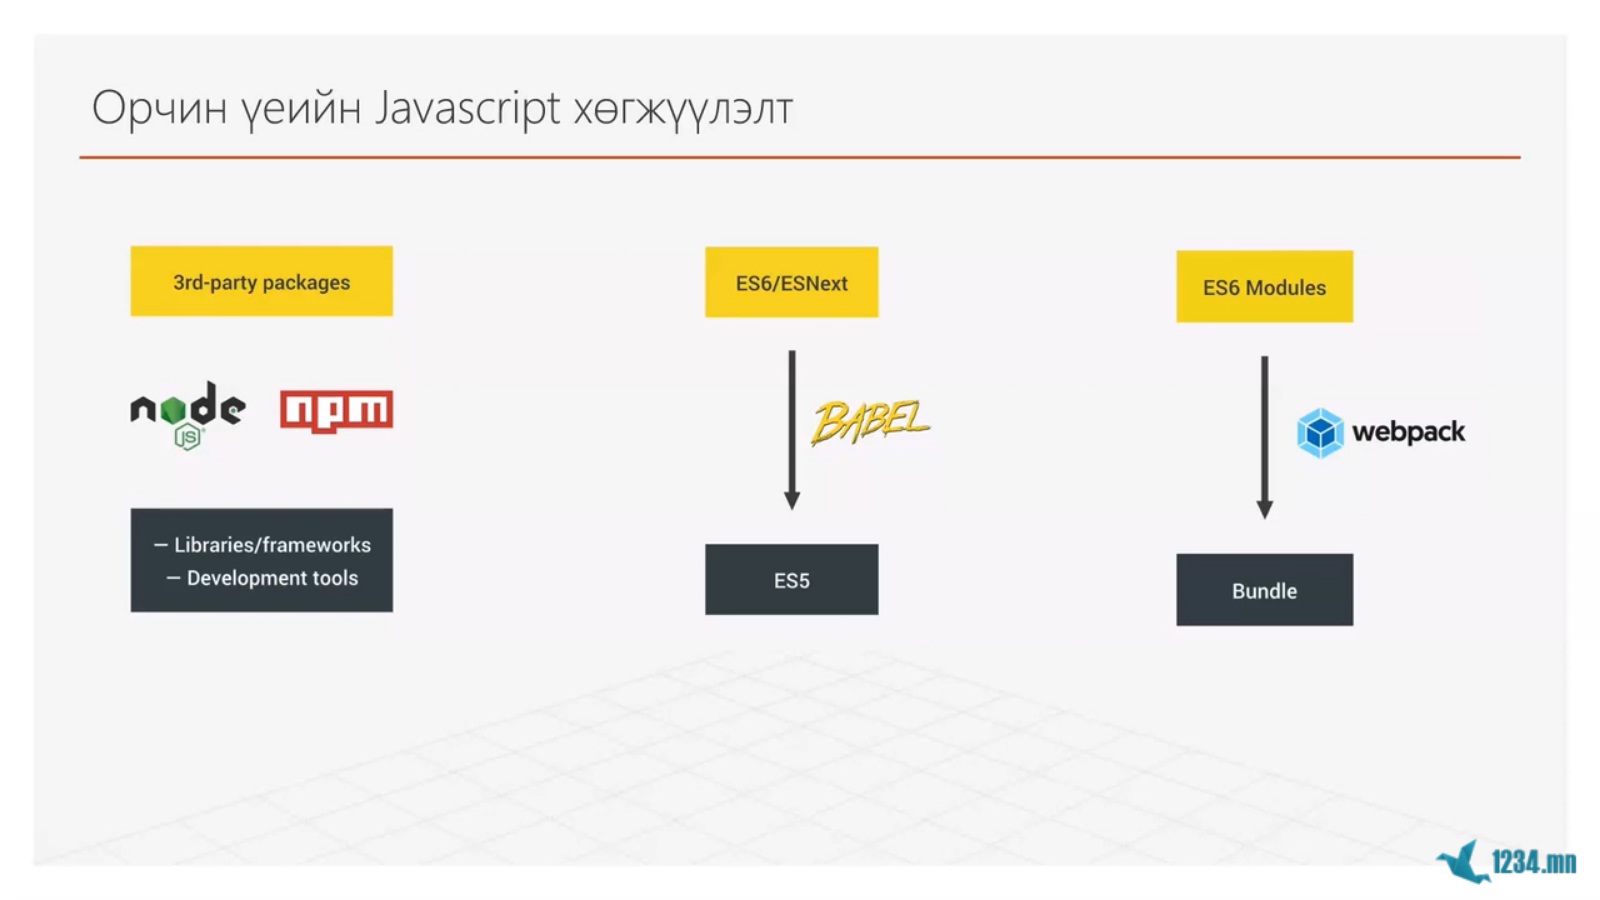 Орчин үеийн Javascript хөгжүүлэлт
3rd-party packages
node
JS
npm
– Libraries/frameworks
– Development tools
ES6/ESNext
BABEL
ES5
ES6 Modules
webpack
Bundle
1234.mn